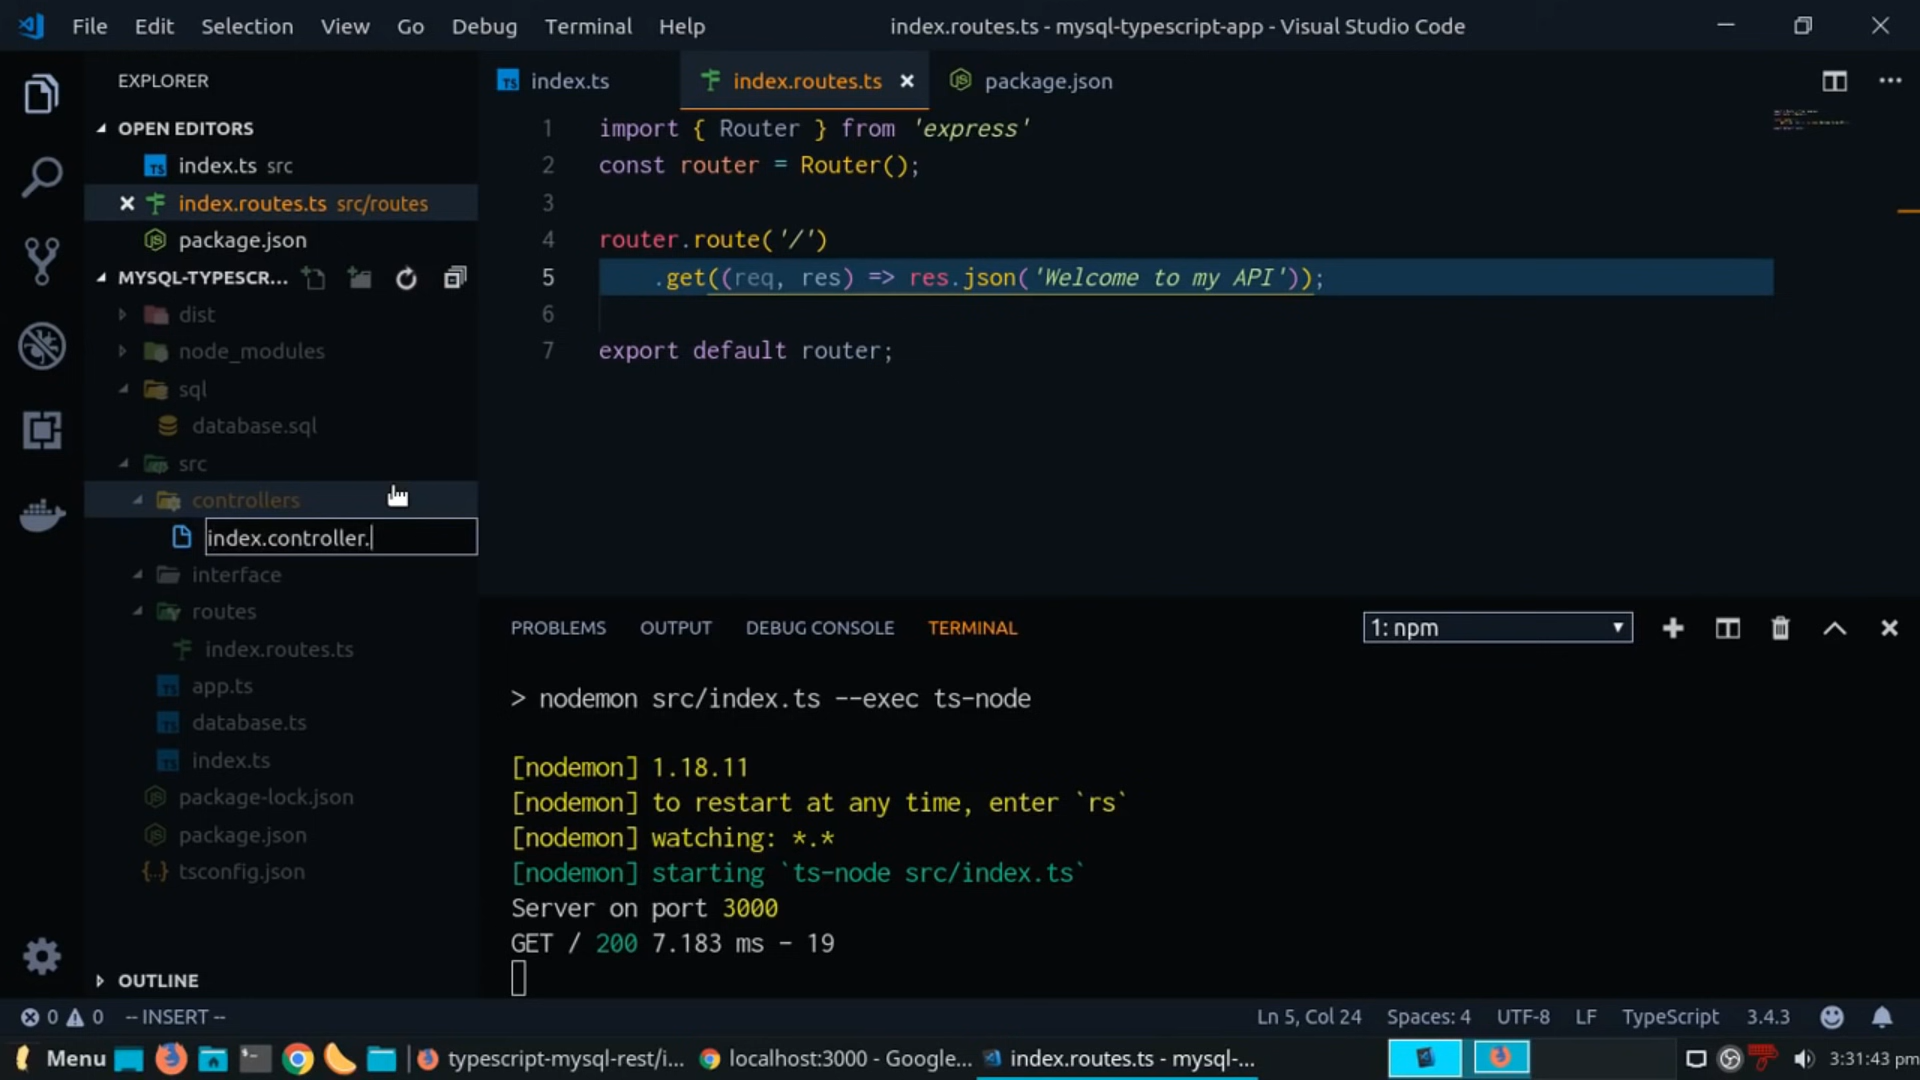 File Edit Selection View Go Debug Terminal Help
index.routes.ts - mysql-typescript-app - Visual Studio Code
EXPLORER
OPEN EDITORS
TS index.ts src
index.routes.ts src/routes
package.json
MYSQL-TYPESCR...
dist
node_modules
sql
database.sql
src
controllers
index.controller.
interface
routes
index.routes.ts
TS app.ts
TS database.ts
TS index.ts
package-lock.json
package.json
{..} tsconfig.json
OUTLINE
TS index.ts
index.routes.ts
package.json
1 import { Router } from 'express'
2 const router = Router();
3
4 router.route('/')
5 .get((req, res) => res.json('Welcome to my API'));
6
7 export default router;
PROBLEMS OUTPUT DEBUG CONSOLE TERMINAL
1: npm
> nodemon src/index.ts --exec ts-node
[nodemon] 1.18.11
[nodemon] to restart at any time, enter `rs`
[nodemon] watching: *.*
[nodemon] starting `ts-node src/index.ts`
Server on port 3000
GET / 200 7.183 ms - 19
0 0 -- INSERT --
Ln 5, Col 24 Spaces: 4 UTF-8 LF TypeScript 3.4.3
Menu
typescript-mysql-rest/i...
localhost:3000 - Google...
index.routes.ts - mysql-...
3:31:43 pm